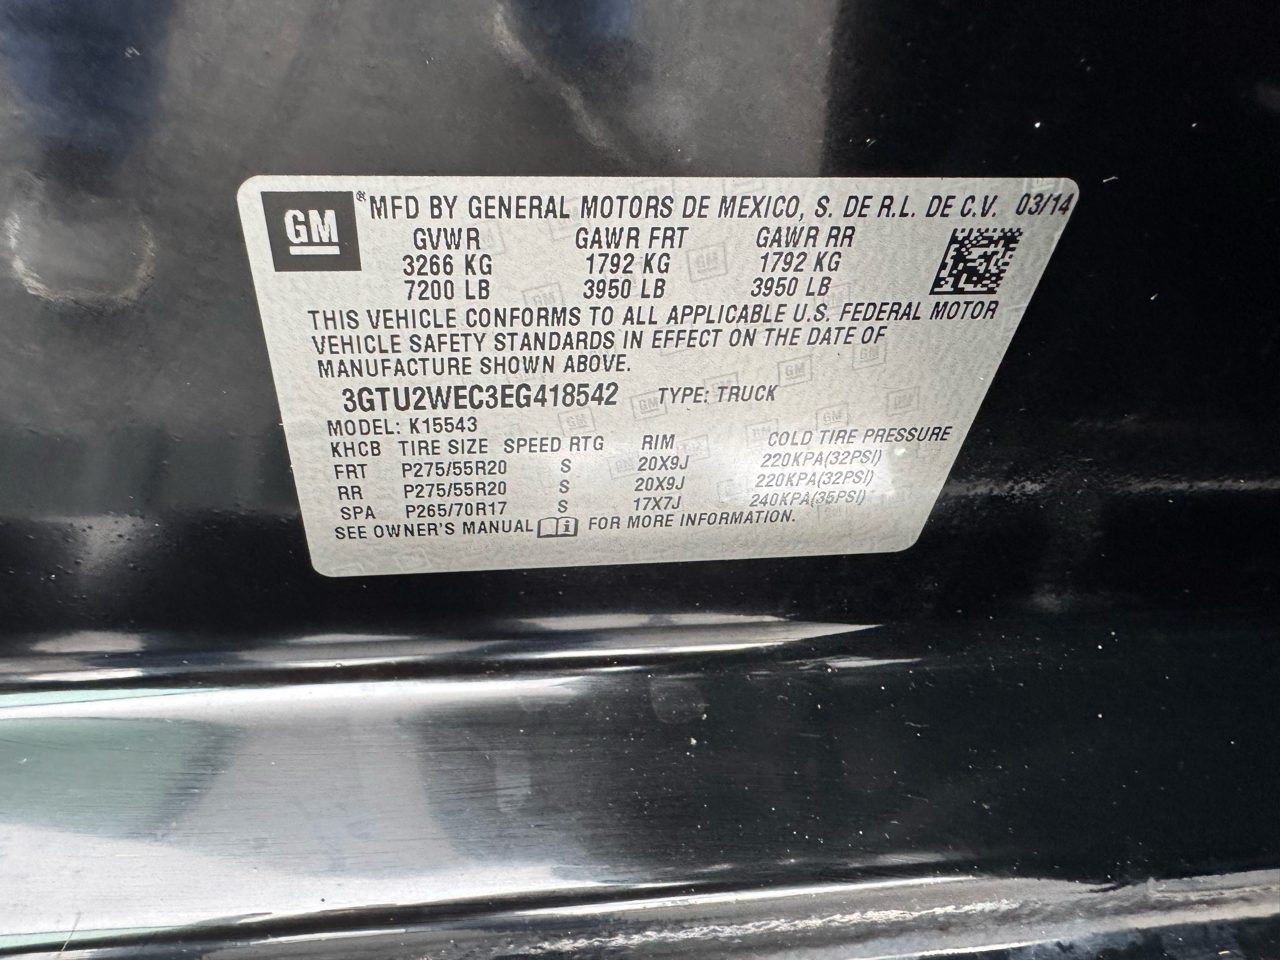 GM ® MFD BY GENERAL MOTORS DE MEXICO, S. DE R.L. DE C.V. 03/14
GVWR GAWR FRT GAWR RR
3266 KG 1792 KG 1792 KG
7200 LB 3950 LB 3950 LB
THIS VEHICLE CONFORMS TO ALL APPLICABLE U.S. FEDERAL MOTOR
VEHICLE SAFETY STANDARDS IN EFFECT ON THE DATE OF
MANUFACTURE SHOWN ABOVE.
3GTU2WEC3EG418542 TYPE: TRUCK
MODEL: K15543
KHCB TIRE SIZE SPEED RTG RIM COLD TIRE PRESSURE
FRT P275/55R20 S 20X9J 220KPA(32PSI)
RR P275/55R20 S 20X9J 220KPA(32PSI)
SPA P265/70R17 S 17X7J 240KPA(35PSI)
SEE OWNER'S MANUAL i FOR MORE INFORMATION.